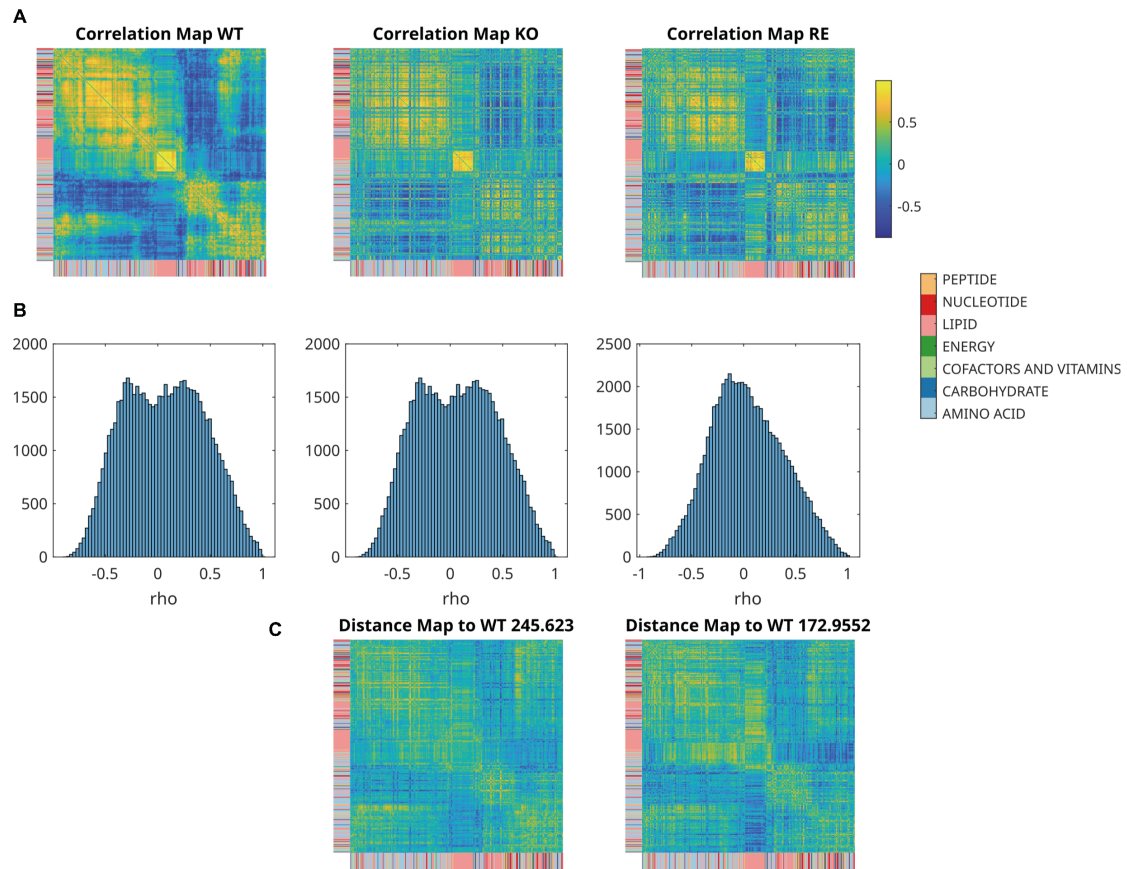 A
Correlation Map WT
Correlation Map KO
Correlation Map RE
0.5
0
-0.5
PEPTIDE
NUCLEOTIDE
LIPID
ENERGY
COFACTORS AND VITAMINS
CARBOHYDRATE
AMINO ACID
B
2000
1500
1000
500
0
-0.5 0 0.5 1
rho
2000
1500
1000
500
0
-0.5 0 0.5 1
rho
2500
2000
1500
1000
500
0
-1 -0.5 0 0.5 1
rho
C
Distance Map to WT 245.623
Distance Map to WT 172.9552